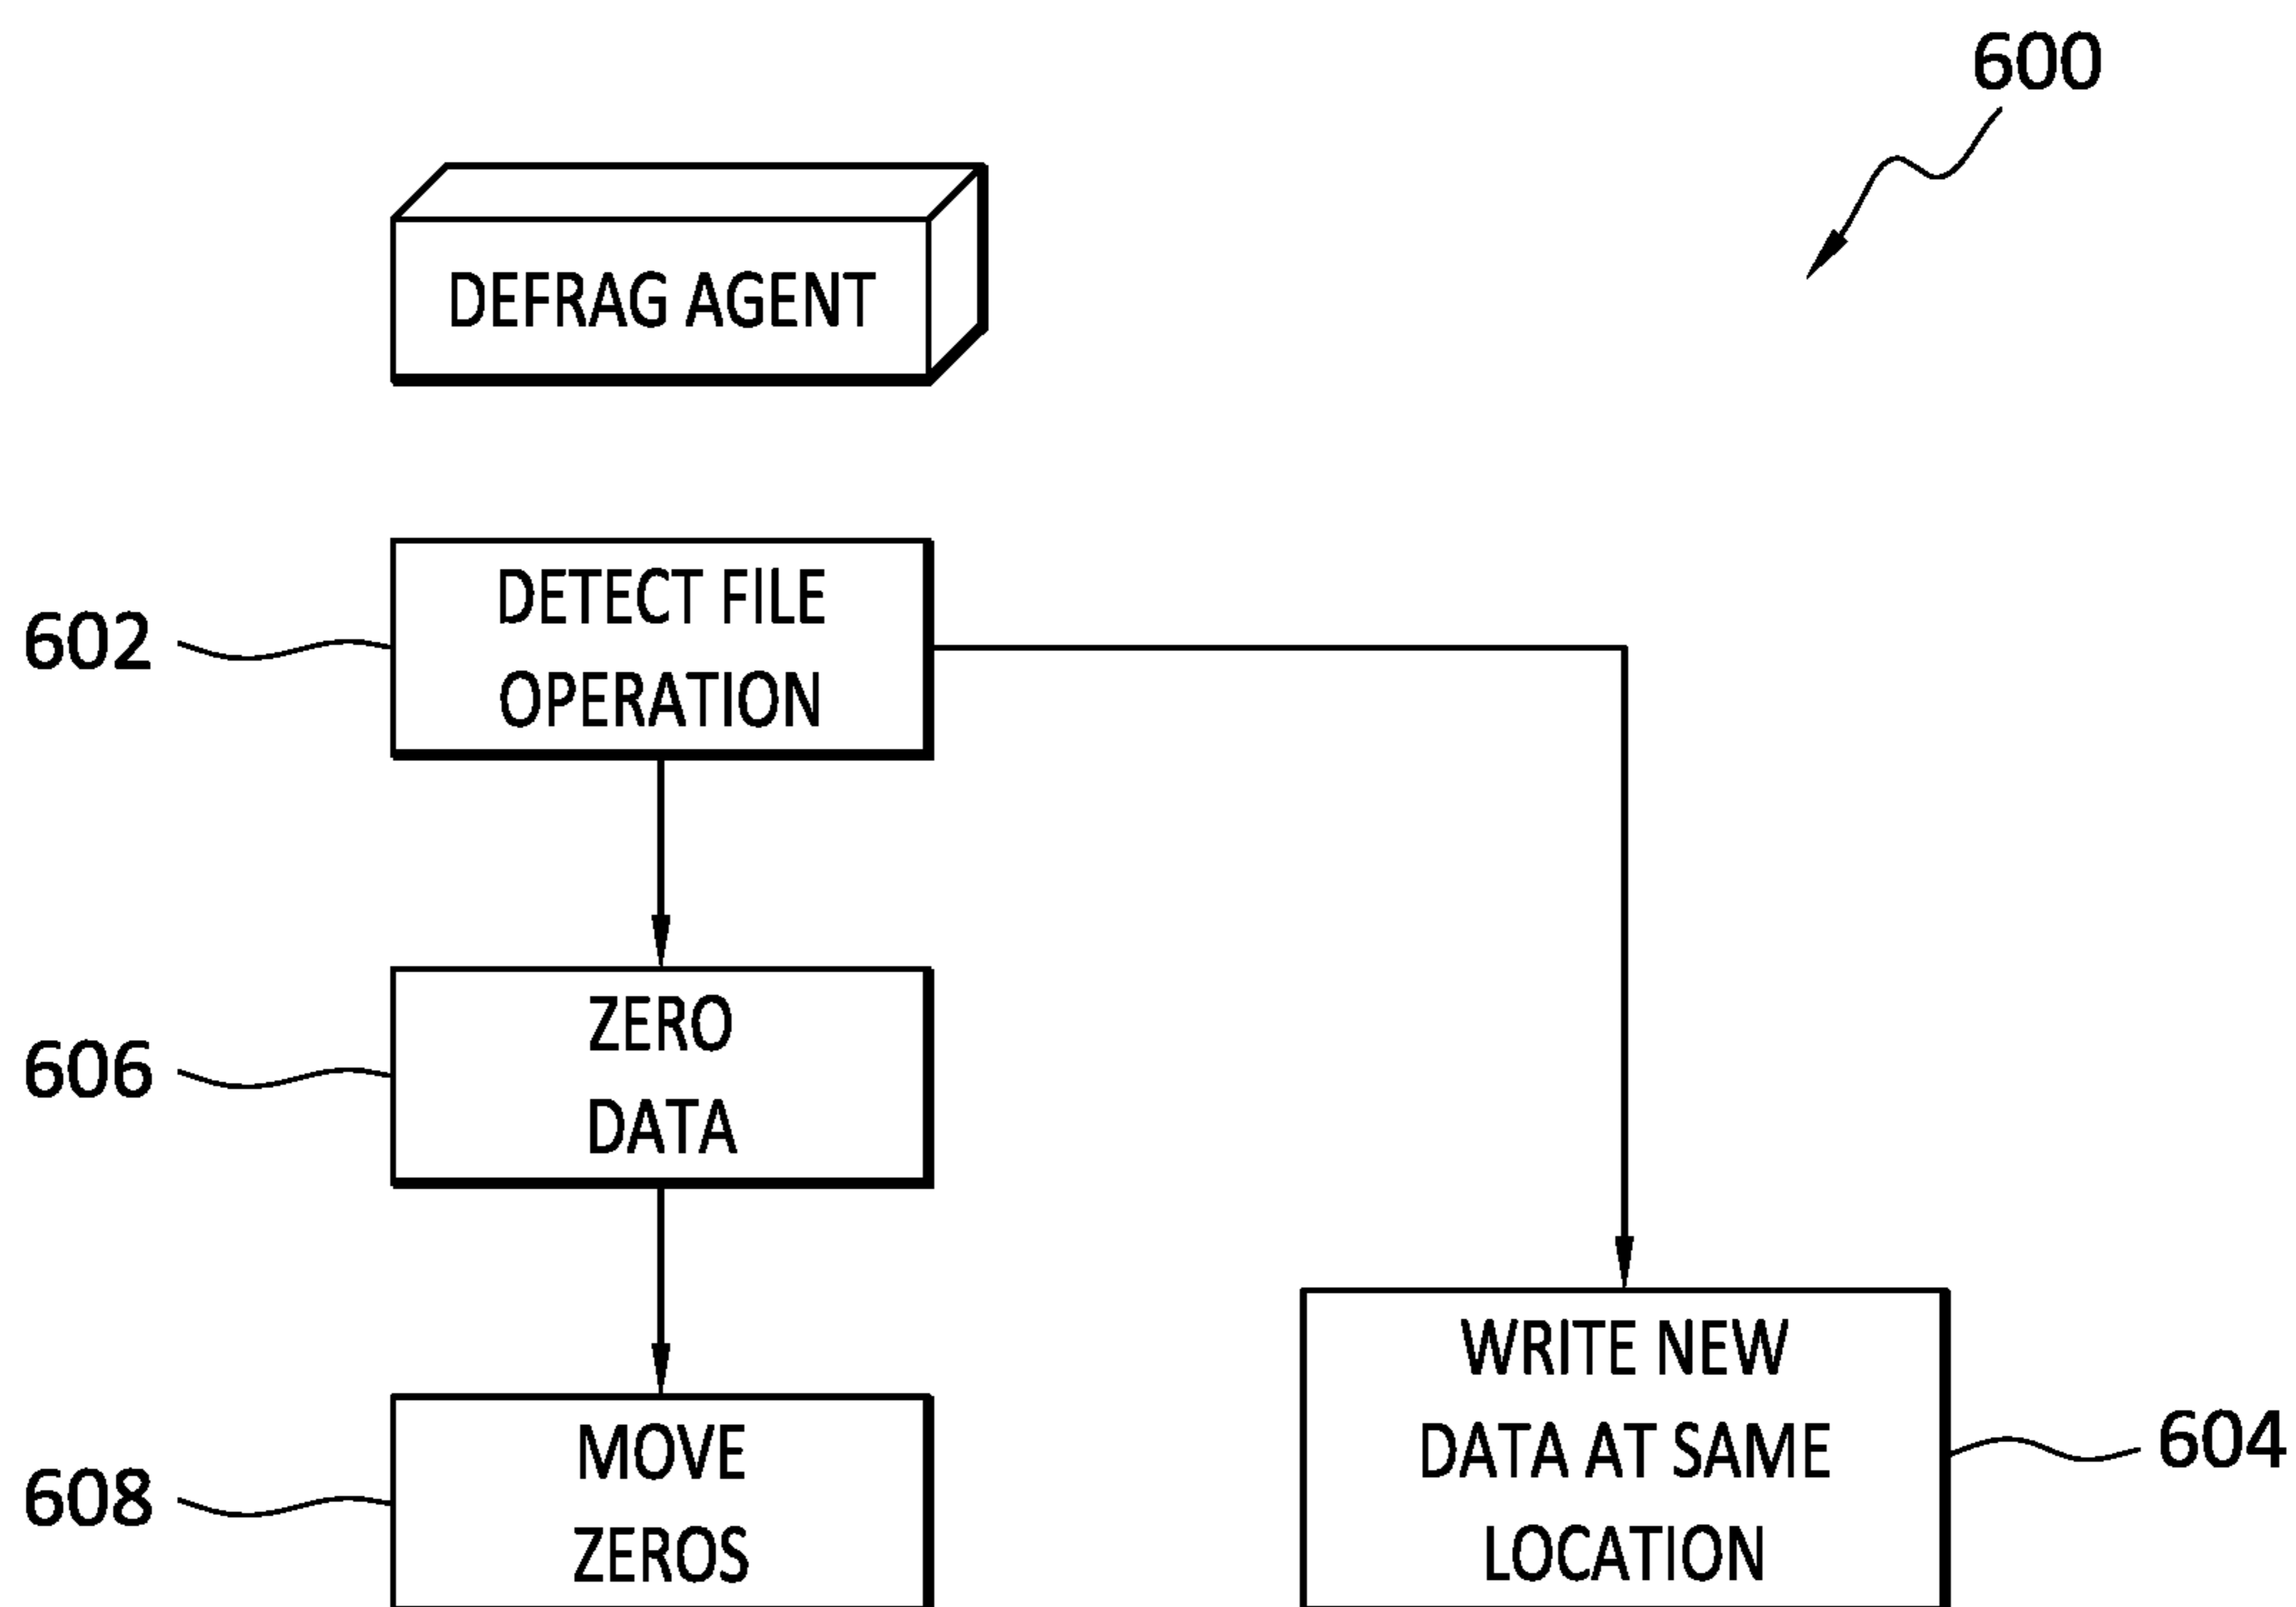 600
DEFRAG AGENT
602
DETECT FILE
OPERATION
606
ZERO
DATA
608
MOVE
ZEROS
WRITE NEW
DATA AT SAME
LOCATION
604